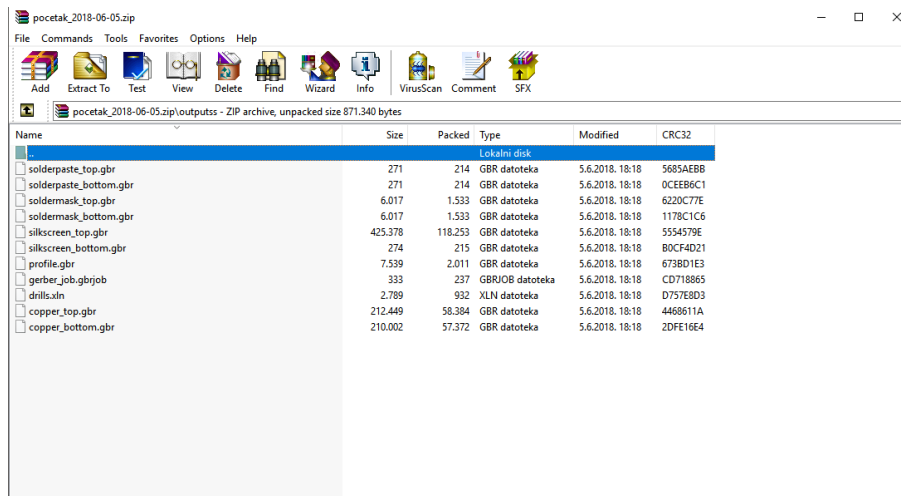 pocetak_2018-06-05.zip
File Commands Tools Favorites Options Help
Add Extract To Test View Delete Find Wizard Info VirusScan Comment SFX
pocetak_2018-06-05.zip\outputss - ZIP archive, unpacked size 871.340 bytes
Name Size Packed Type Modified CRC32
.. Lokalni disk
solderpaste_top.gbr 271 214 GBR datoteka 5.6.2018. 18:18 5685AEBB
solderpaste_bottom.gbr 271 214 GBR datoteka 5.6.2018. 18:18 0CEEB6C1
soldermask_top.gbr 6.017 1.533 GBR datoteka 5.6.2018. 18:18 6220C77E
soldermask_bottom.gbr 6.017 1.533 GBR datoteka 5.6.2018. 18:18 1178C1C6
silkscreen_top.gbr 425.378 118.253 GBR datoteka 5.6.2018. 18:18 5554579E
silkscreen_bottom.gbr 274 215 GBR datoteka 5.6.2018. 18:18 B0CF4D21
profile.gbr 7.539 2.011 GBR datoteka 5.6.2018. 18:18 673BD1E3
gerber_job.gbrjob 333 237 GBRJOB datoteka 5.6.2018. 18:18 CD718865
drills.xln 2.789 932 XLN datoteka 5.6.2018. 18:18 D757E8D3
copper_top.gbr 212.449 58.384 GBR datoteka 5.6.2018. 18:18 4468611A
copper_bottom.gbr 210.002 57.372 GBR datoteka 5.6.2018. 18:18 2DFE16E4